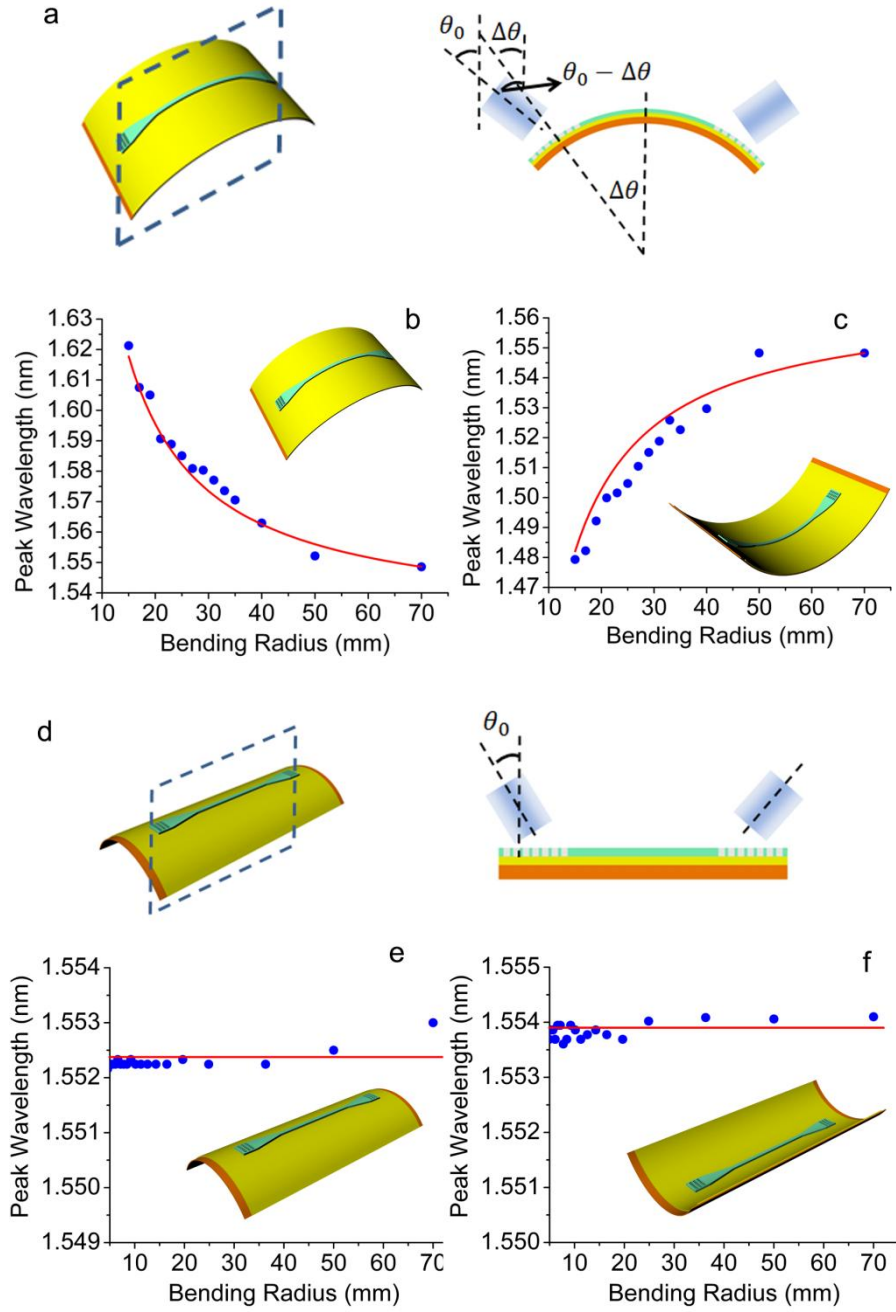 a
θ₀
Δθ
θ₀ − Δθ
Δθ
b
1.63
1.62
1.61
1.60
1.59
1.58
1.57
1.56
1.55
1.54
10 20 30 40 50 60 70
Peak Wavelength (nm)
Bending Radius (mm)
c
1.56
1.55
1.54
1.53
1.52
1.51
1.50
1.49
1.48
1.47
10 20 30 40 50 60 70
Peak Wavelength (nm)
Bending Radius (mm)
d
θ₀
e
1.554
1.553
1.552
1.551
1.550
1.549
10 20 30 40 50 60 70
Peak Wavelength (nm)
Bending Radius (mm)
f
1.555
1.554
1.553
1.552
1.551
1.550
10 20 30 40 50 60 70
Peak Wavelength (nm)
Bending Radius (mm)